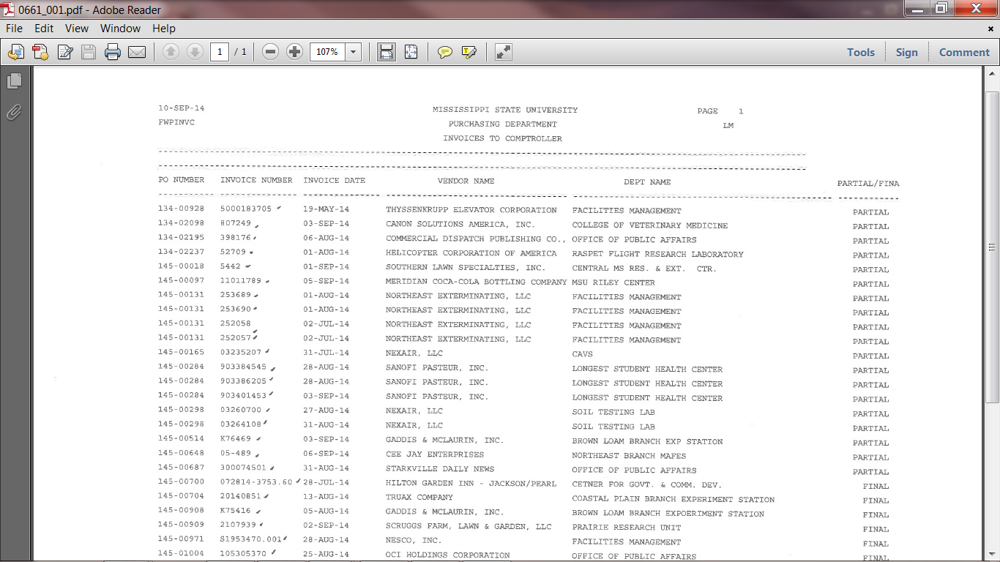 0661_001.pdf - Adobe Reader
File Edit View Window Help
1 / 1 107% Tools Sign Comment
10-SEP-14 MISSISSIPPI STATE UNIVERSITY PAGE 1
FWPINVC PURCHASING DEPARTMENT LM
INVOICES TO COMPTROLLER
PO NUMBER INVOICE NUMBER INVOICE DATE VENDOR NAME DEPT NAME PARTIAL/FINA
134-00928 5000183705 19-MAY-14 THYSSENKRUPP ELEVATOR CORPORATION FACILITIES MANAGEMENT PARTIAL
134-02098 807249 03-SEP-14 CANON SOLUTIONS AMERICA, INC. COLLEGE OF VETERINARY MEDICINE PARTIAL
134-02195 398176 06-AUG-14 COMMERCIAL DISPATCH PUBLISHING CO., OFFICE OF PUBLIC AFFAIRS PARTIAL
134-02237 52709 01-AUG-14 HELICOPTER CORPORATION OF AMERICA RASPET FLIGHT RESEARCH LABORATORY PARTIAL
145-00018 5442 01-SEP-14 SOUTHERN LAWN SPECIALTIES, INC. CENTRAL MS RES. & EXT. CTR. PARTIAL
145-00097 11011789 05-SEP-14 MERIDIAN COCA-COLA BOTTLING COMPANY MSU RILEY CENTER PARTIAL
145-00131 253689 01-AUG-14 NORTHEAST EXTERMINATING, LLC FACILITIES MANAGEMENT PARTIAL
145-00131 253690 01-AUG-14 NORTHEAST EXTERMINATING, LLC FACILITIES MANAGEMENT PARTIAL
145-00131 252058 02-JUL-14 NORTHEAST EXTERMINATING, LLC FACILITIES MANAGEMENT PARTIAL
145-00131 252057 02-JUL-14 NORTHEAST EXTERMINATING, LLC FACILITIES MANAGEMENT PARTIAL
145-00165 03235207 31-JUL-14 NEXAIR, LLC CAVS PARTIAL
145-00284 903384545 28-AUG-14 SANOFI PASTEUR, INC. LONGEST STUDENT HEALTH CENTER PARTIAL
145-00284 903386205 28-AUG-14 SANOFI PASTEUR, INC. LONGEST STUDENT HEALTH CENTER PARTIAL
145-00284 903401453 03-SEP-14 SANOFI PASTEUR, INC. LONGEST STUDENT HEALTH CENTER PARTIAL
145-00298 03260700 27-AUG-14 NEXAIR, LLC SOIL TESTING LAB PARTIAL
145-00298 03264108 31-AUG-14 NEXAIR, LLC SOIL TESTING LAB PARTIAL
145-00514 K76469 03-SEP-14 GADDIS & MCLAURIN, INC. BROWN LOAM BRANCH EXP STATION PARTIAL
145-00648 05-489 06-SEP-14 CEE JAY ENTERPRISES NORTHEAST BRANCH MAFES PARTIAL
145-00687 300074501 31-AUG-14 STARKVILLE DAILY NEWS OFFICE OF PUBLIC AFFAIRS PARTIAL
145-00700 072814-3753.60 28-JUL-14 HILTON GARDEN INN - JACKSON/PEARL CETNER FOR GOVT. & COMM. DEV. FINAL
145-00704 20140851 13-AUG-14 TRUAX COMPANY COASTAL PLAIN BRANCH EXPERIMENT STATION FINAL
145-00908 K75416 05-AUG-14 GADDIS & MCLAURIN, INC. BROWN LOAM BRANCH EXPOERIMENT STATION FINAL
145-00909 2107939 02-SEP-14 SCRUGGS FARM, LAWN & GARDEN, LLC PRAIRIE RESEARCH UNIT FINAL
145-00971 S1953470.001 28-AUG-14 NESCO, INC. FACILITIES MANAGEMENT FINAL
145-01004 105305370 25-AUG-14 OCI HOLDINGS CORPORATION OFFICE OF PUBLIC AFFAIRS FINAL